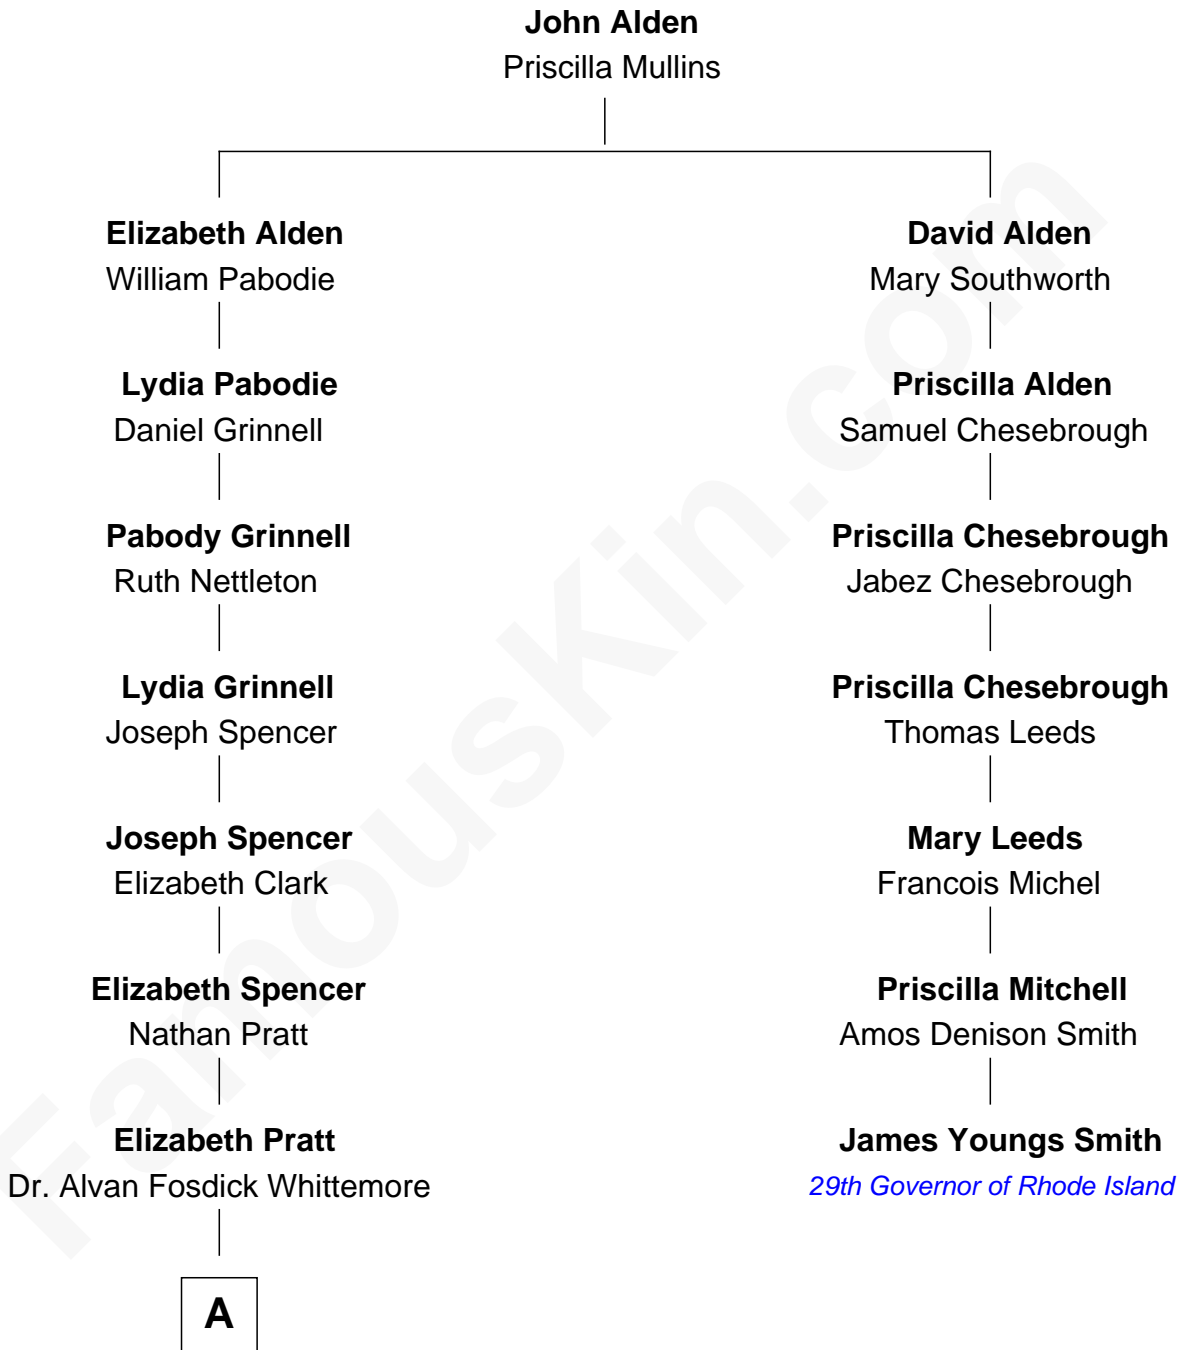 John Alden
Priscilla Mullins
Elizabeth Alden
William Pabodie
David Alden
Mary Southworth
Lydia Pabodie
Daniel Grinnell
Priscilla Alden
Samuel Chesebrough
Pabody Grinnell
Ruth Nettleton
Priscilla Chesebrough
Jabez Chesebrough
Lydia Grinnell
Joseph Spencer
Priscilla Chesebrough
Thomas Leeds
Joseph Spencer
Elizabeth Clark
Mary Leeds
Francois Michel
Elizabeth Spencer
Nathan Pratt
Priscilla Mitchell
Amos Denison Smith
Elizabeth Pratt
Dr. Alvan Fosdick Whittemore
James Youngs Smith
29th Governor of Rhode Island
A
FamousKin.com